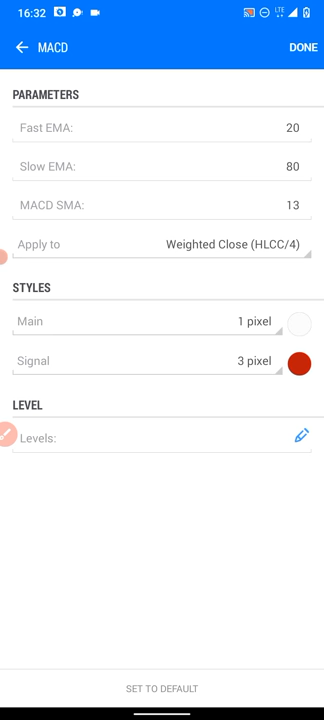 16:32
LTE
MACD
DONE
PARAMETERS
Fast EMA: 20
Slow EMA: 80
MACD SMA: 13
Apply to Weighted Close (HLCC/4)
STYLES
Main 1 pixel
Signal 3 pixel
LEVEL
Levels:
SET TO DEFAULT